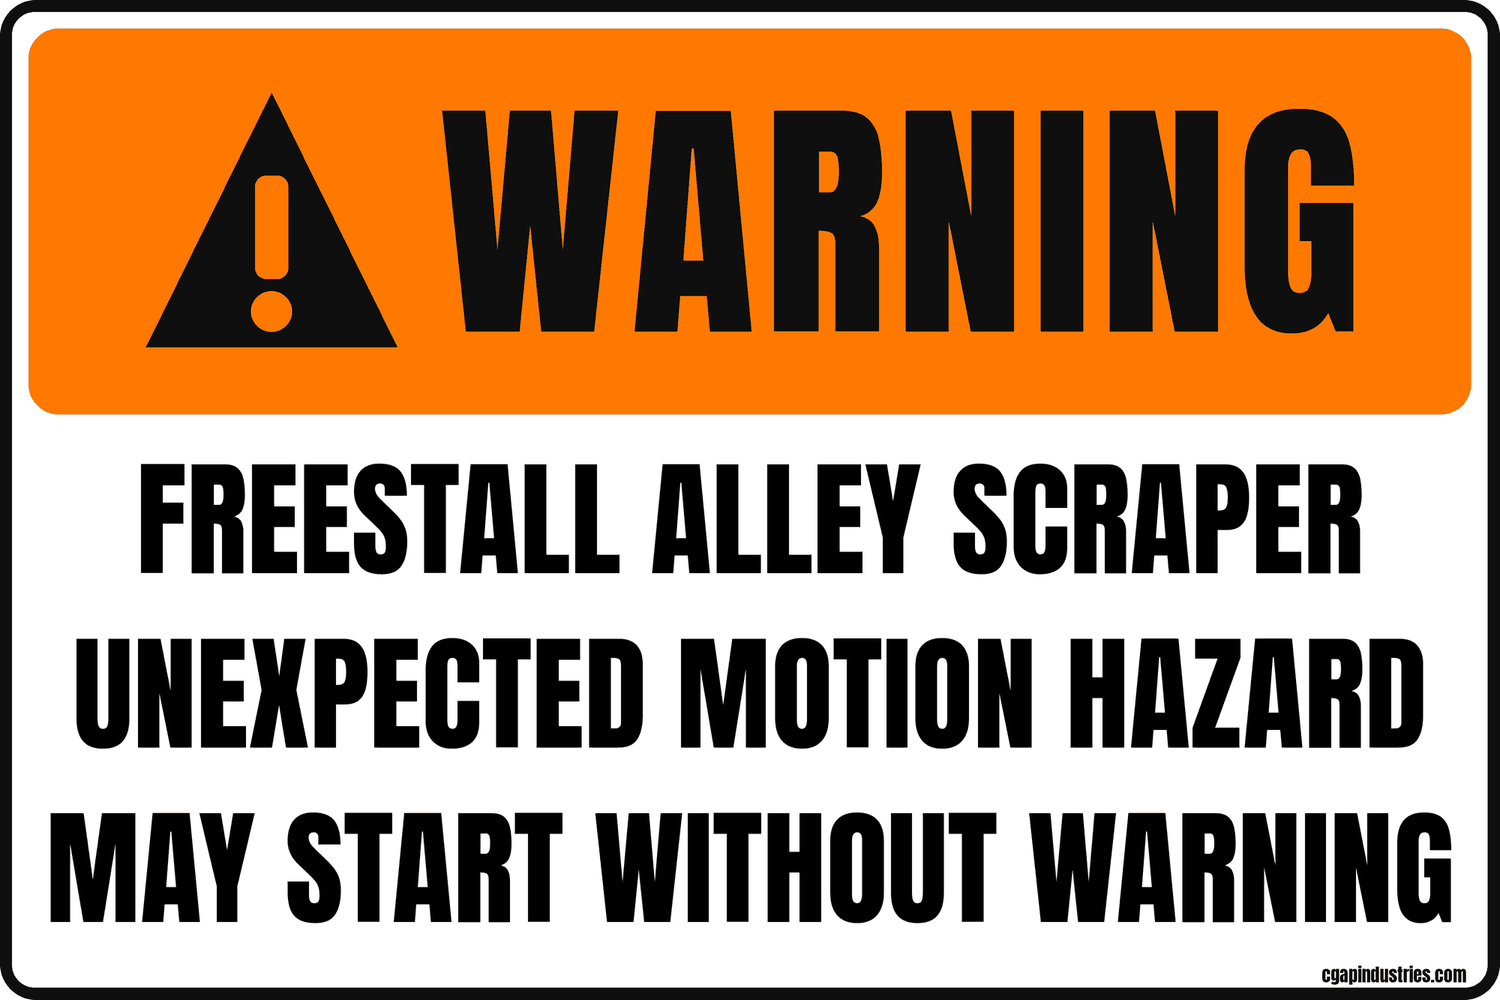 WARNING
FREESTALL ALLEY SCRAPER
UNEXPECTED MOTION HAZARD
MAY START WITHOUT WARNING
cgapindustries.com